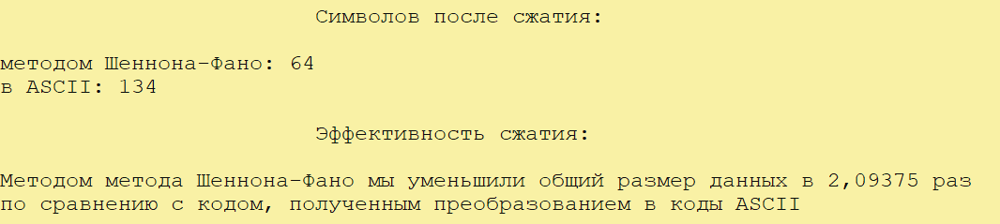 Символов после сжатия:
методом Шеннона-Фано: 64
в ASCII: 134
Эффективность сжатия:
Методом метода Шеннона-Фано мы уменьшили общий размер данных в 2,09375 раз
по сравнению с кодом, полученным преобразованием в коды ASCII